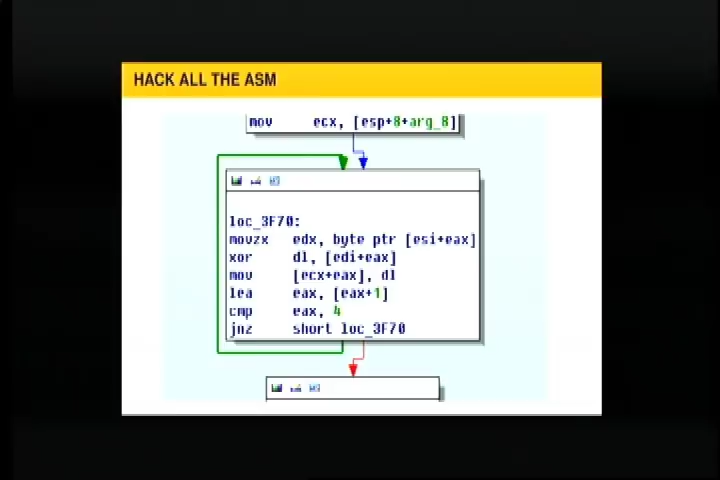 HACK ALL THE ASM
mov ecx, [esp+8+arg_8]
loc_3F70:
movzx edx, byte ptr [esi+eax]
xor dl, [edi+eax]
mov [ecx+eax], dl
lea eax, [eax+1]
cmp eax, 4
jnz short loc_3F70